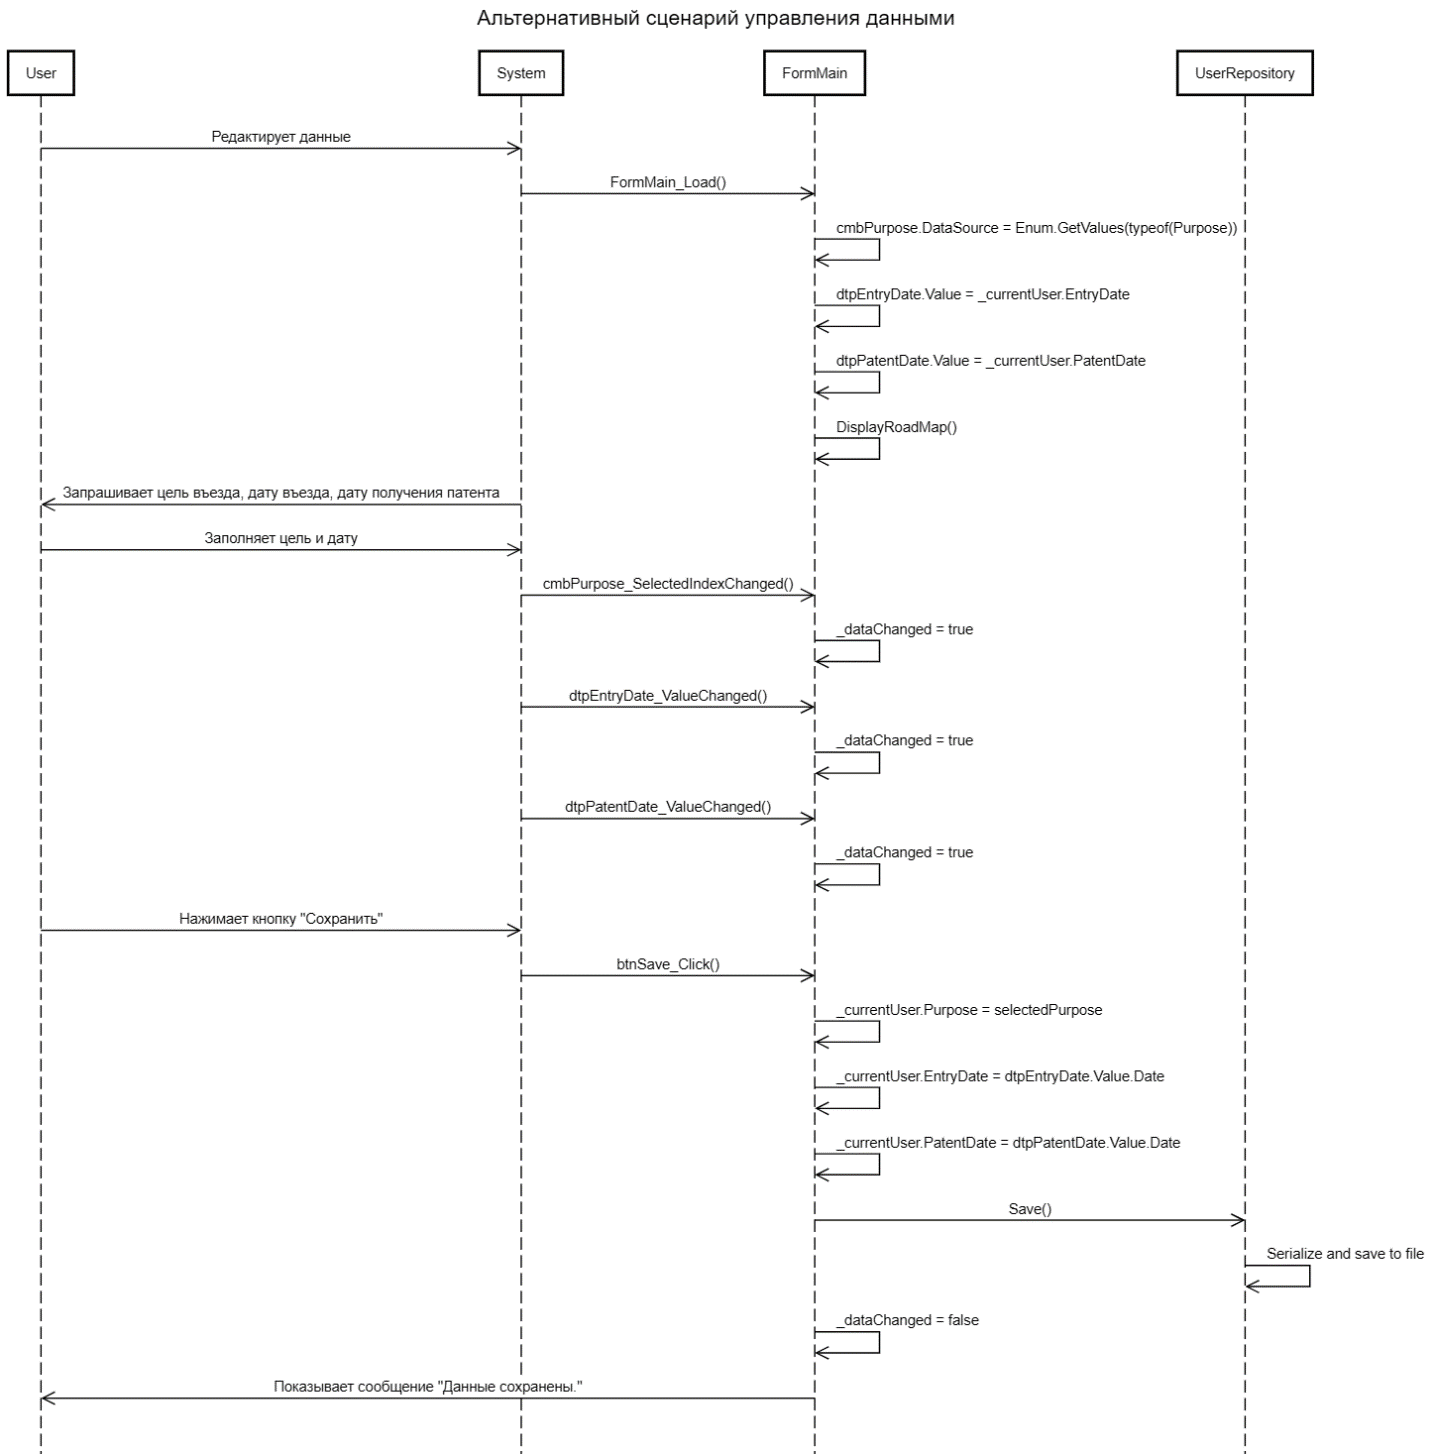 Альтернативный сценарий управления данными
User
System
FormMain
UserRepository
Редактирует данные
FormMain_Load()
cmbPurpose.DataSource = Enum.GetValues(typeof(Purpose))
dtpEntryDate.Value = _currentUser.EntryDate
dtpPatentDate.Value = _currentUser.PatentDate
DisplayRoadMap()
Запрашивает цель въезда, дату въезда, дату получения патента
Заполняет цель и дату
cmbPurpose_SelectedIndexChanged()
_dataChanged = true
dtpEntryDate_ValueChanged()
_dataChanged = true
dtpPatentDate_ValueChanged()
_dataChanged = true
Нажимает кнопку "Сохранить"
btnSave_Click()
_currentUser.Purpose = selectedPurpose
_currentUser.EntryDate = dtpEntryDate.Value.Date
_currentUser.PatentDate = dtpPatentDate.Value.Date
Save()
Serialize and save to file
_dataChanged = false
Показывает сообщение "Данные сохранены."